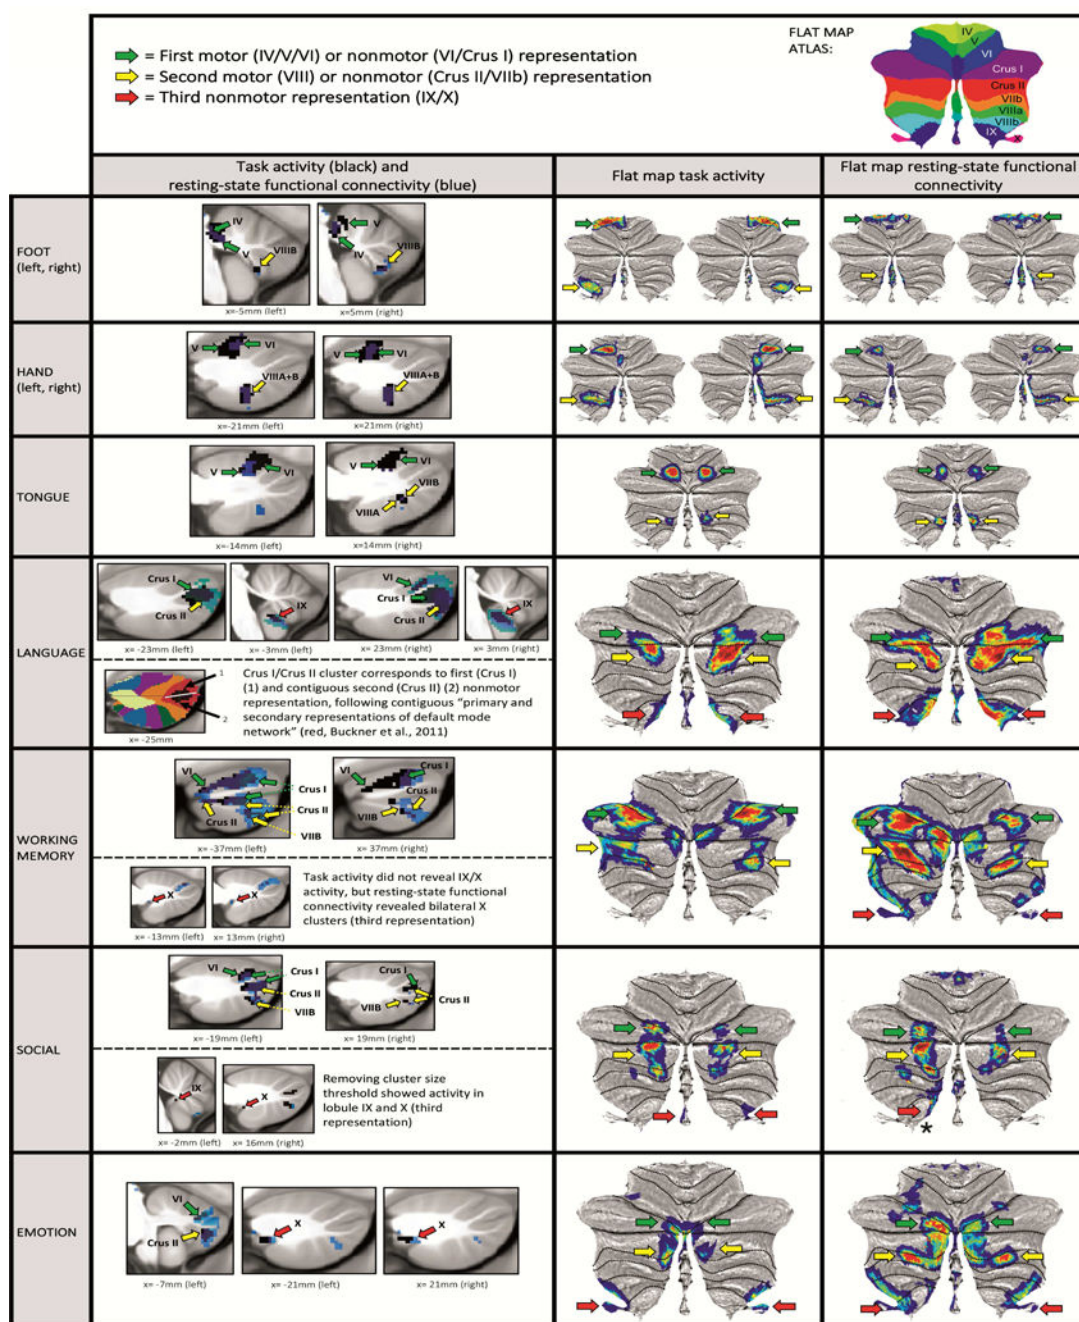 = First motor (IV/V/VI) or nonmotor (VI/Crus I) representation
= Second motor (VIII) or nonmotor (Crus II/VIIb) representation
= Third nonmotor representation (IX/X)
FLAT MAP
ATLAS:
IV
V
VI
Crus I
Crus II
VIIb
VIIIa
VIIIb
IX
X
Task activity (black) and
resting-state functional connectivity (blue)
Flat map task activity
Flat map resting-state functional
connectivity
FOOT
(left, right)
IV
V
VIIIB
x=-5mm (left)
V
IV
VIIIB
x=5mm (right)
HAND
(left, right)
V
VI
VIIIA+B
x=-21mm (left)
V
VI
VIIIA+B
x=21mm (right)
TONGUE
V
VI
x=-14mm (left)
V
VI
VIIB
VIIIA
x=14mm (right)
LANGUAGE
Crus I
Crus II
x= -23mm (left)
IX
x= -3mm (left)
VI
Crus I
Crus II
x= 23mm (right)
IX
x= 3mm (right)
1
2
x= -25mm
Crus I/Crus II cluster corresponds to first (Crus I)
(1) and contiguous second (Crus II) (2) nonmotor
representation, following contiguous "primary and
secondary representations of default mode
network" (red, Buckner et al., 2011)
WORKING
MEMORY
VI
Crus I
Crus II
Crus II
VIIB
x= -37mm (left)
VI
Crus I
Crus II
VIIB
x= 37mm (right)
X
x= -13mm (left)
X
x= 13mm (right)
Task activity did not reveal IX/X
activity, but resting-state functional
connectivity revealed bilateral X
clusters (third representation)
SOCIAL
VI
Crus I
Crus II
VIIB
x= -19mm (left)
Crus I
Crus II
VIIB
x= 19mm (right)
IX
x= -2mm (left)
X
x= 16mm (right)
Removing cluster size
threshold showed activity in
lobule IX and X (third
representation)
*
EMOTION
VI
Crus II
x= -7mm (left)
X
x= -21mm (left)
X
x= 21mm (right)